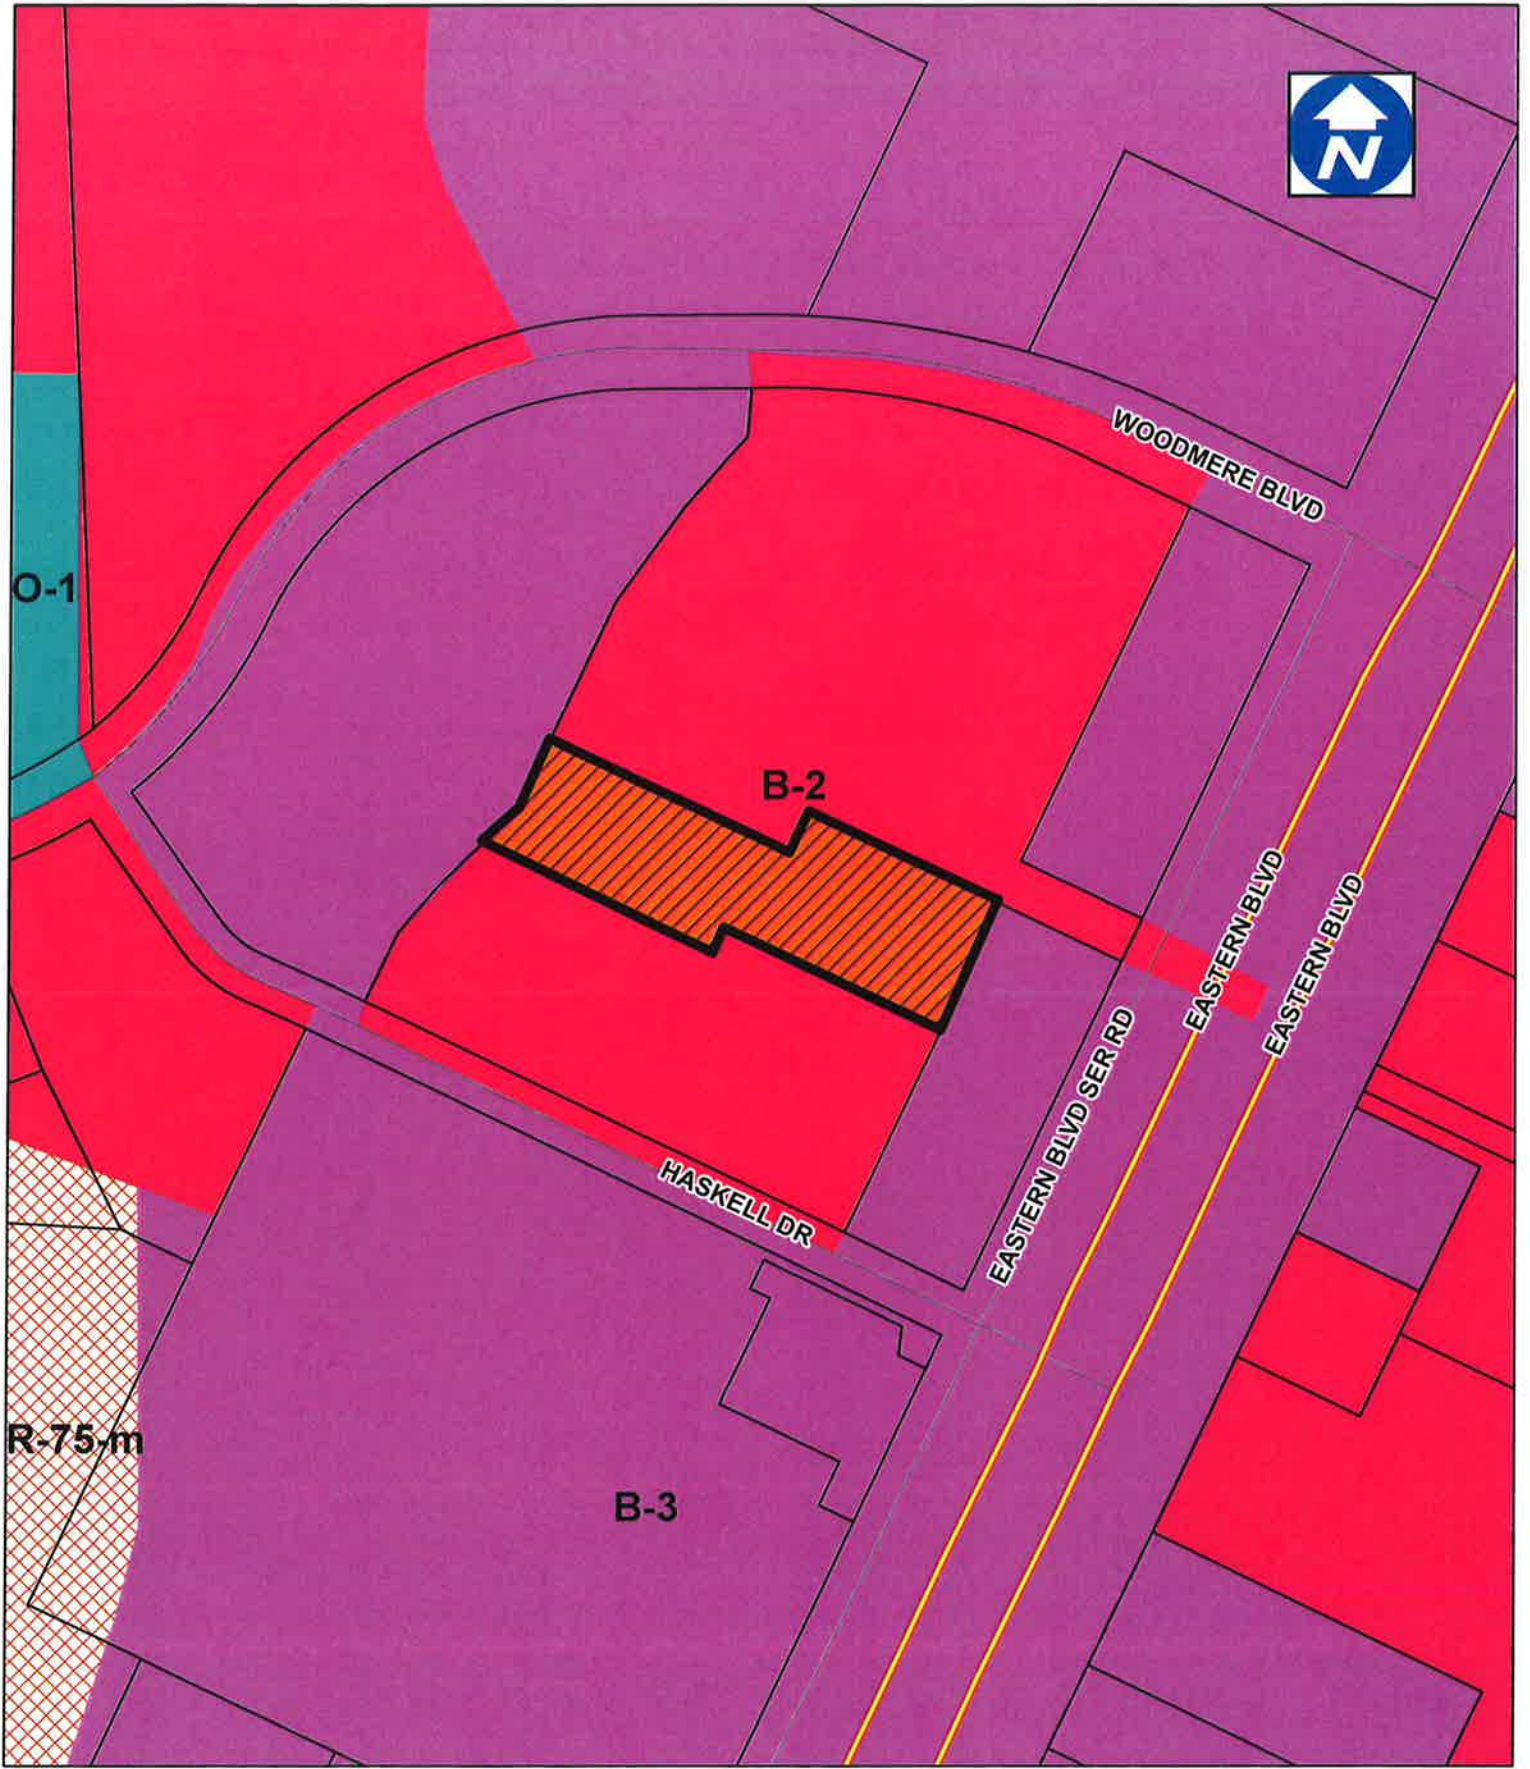 N
WOODMERE BLVD
O-1
B-2
EASTERN BLVD
EASTERN BLVD
EASTERN BLVD SER RD
HASKELL DR
R-75-m
B-3